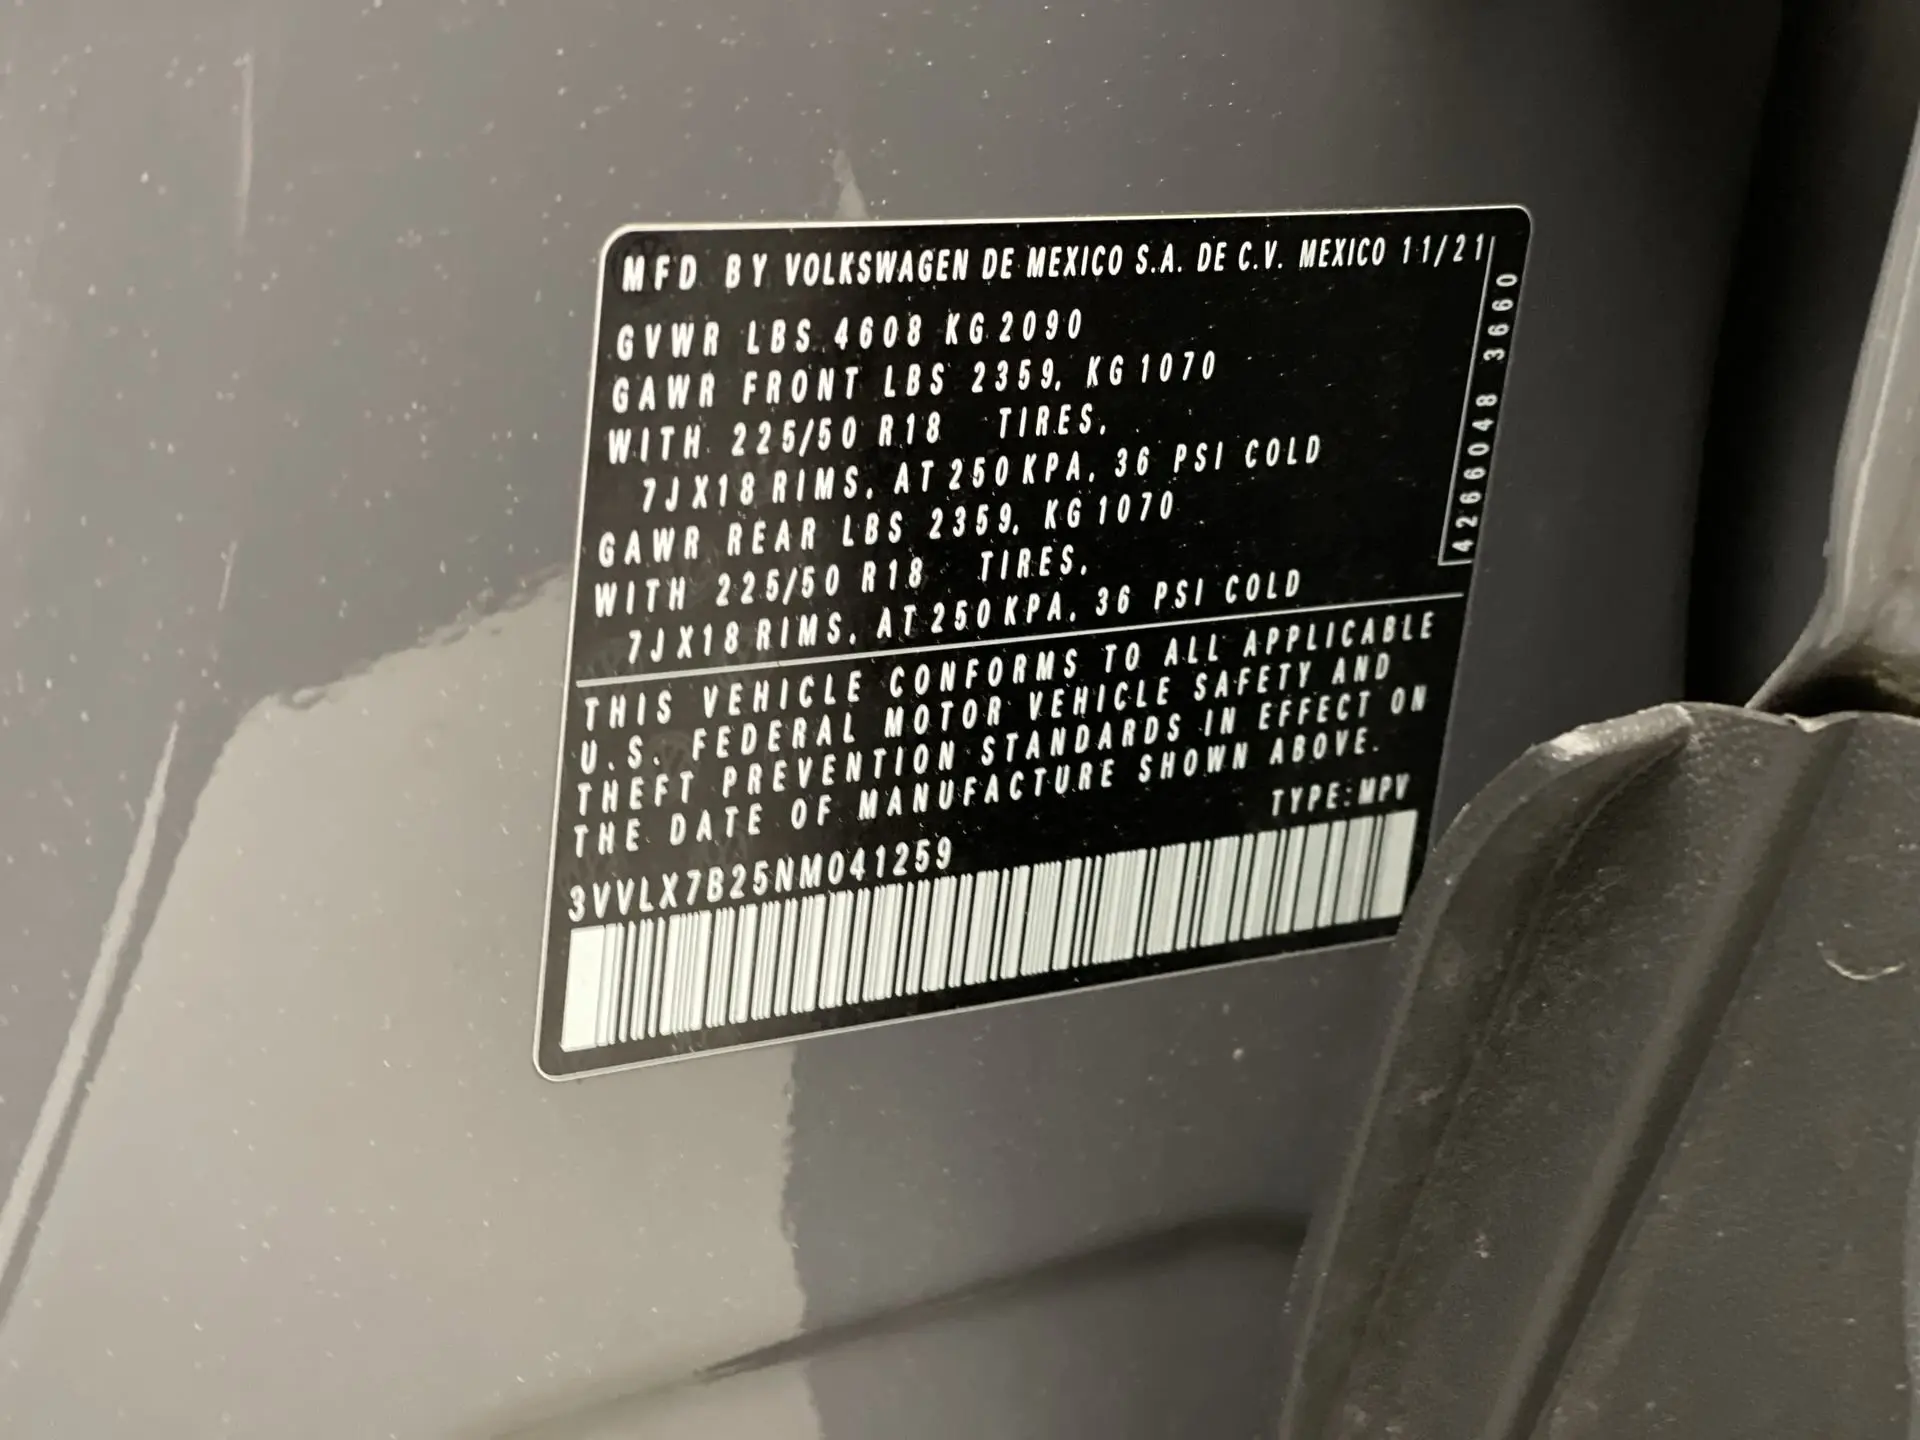 MFD BY VOLKSWAGEN DE MEXICO S.A. DE C.V. MEXICO 11/21
GVWR LBS 4608 KG 2090
GAWR FRONT LBS 2359, KG 1070
WITH 225/50 R18 TIRES,
7JX18 RIMS, AT 250 KPA, 36 PSI COLD
GAWR REAR LBS 2359, KG 1070
WITH 225/50 R18 TIRES,
7JX18 RIMS, AT 250 KPA, 36 PSI COLD
4266048 3660
THIS VEHICLE CONFORMS TO ALL APPLICABLE
U.S. FEDERAL MOTOR VEHICLE SAFETY AND
THEFT PREVENTION STANDARDS IN EFFECT ON
THE DATE OF MANUFACTURE SHOWN ABOVE.
TYPE:MPV
3VVLX7B25NM041259